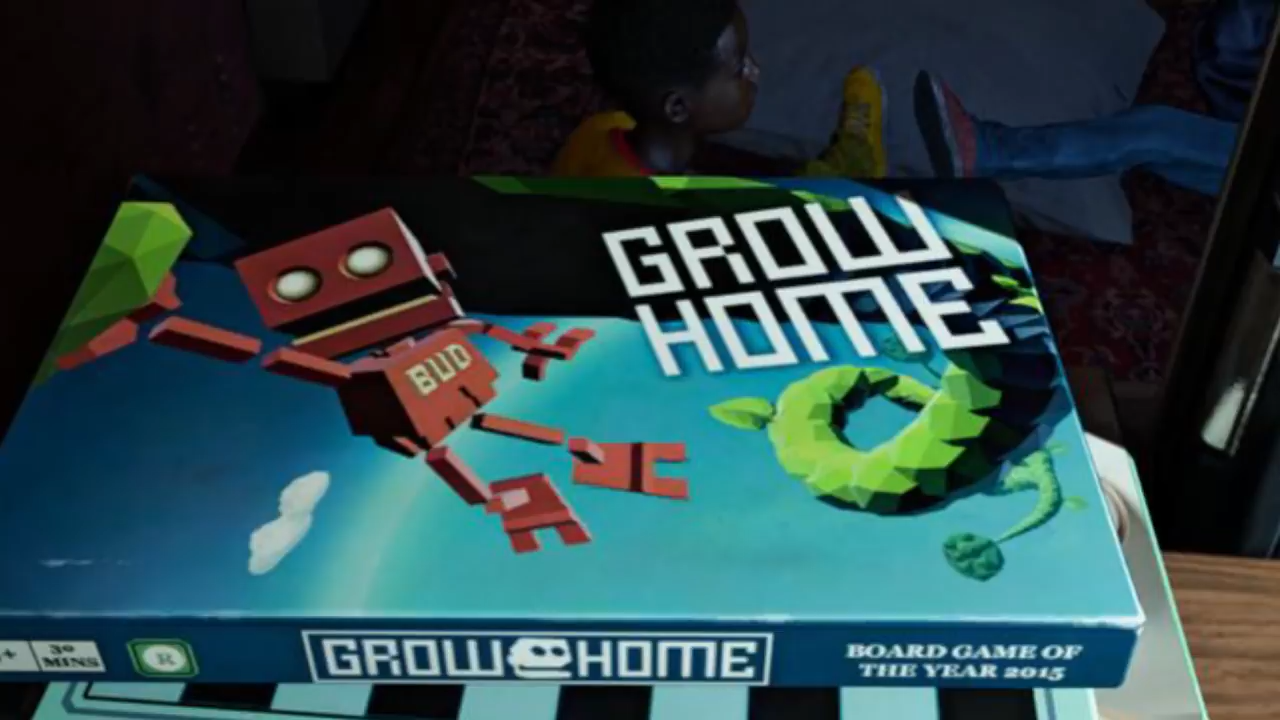 GROW
HOME
BUD
+
30
MINS
R
GROW HOME
BOARD GAME OF
THE YEAR 2015